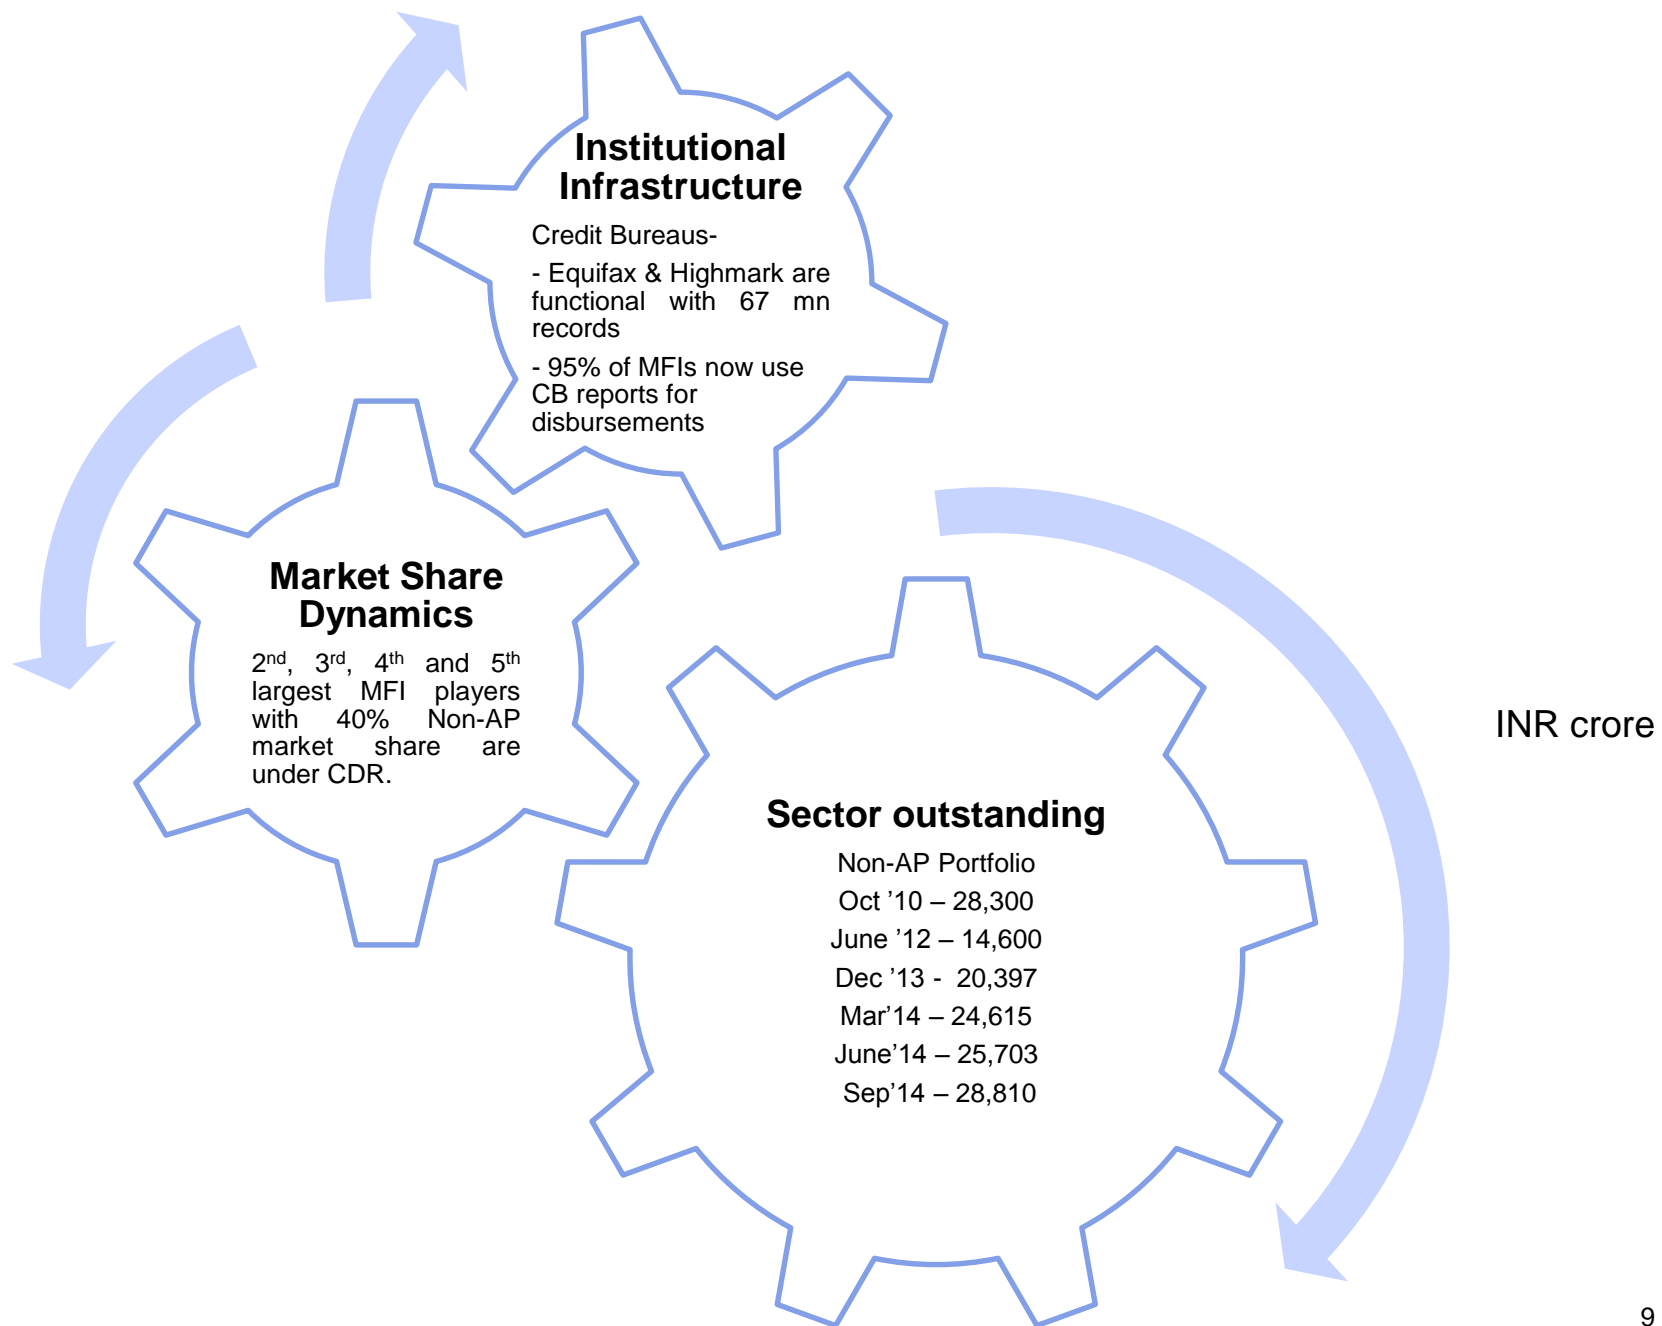 Institutional
Infrastructure
Credit Bureaus-
- Equifax & Highmark are
functional with 67 mn
records
- 95% of MFIs now use
CB reports for
disbursements
Market Share
Dynamics
2nd, 3rd, 4th and 5th
largest MFI players
with 40% Non-AP
market share are
under CDR.
INR crore
Sector outstanding
Non-AP Portfolio
Oct ’10 – 28,300
June ’12 – 14,600
Dec ’13 - 20,397
Mar’14 – 24,615
June’14 – 25,703
Sep’14 – 28,810
9